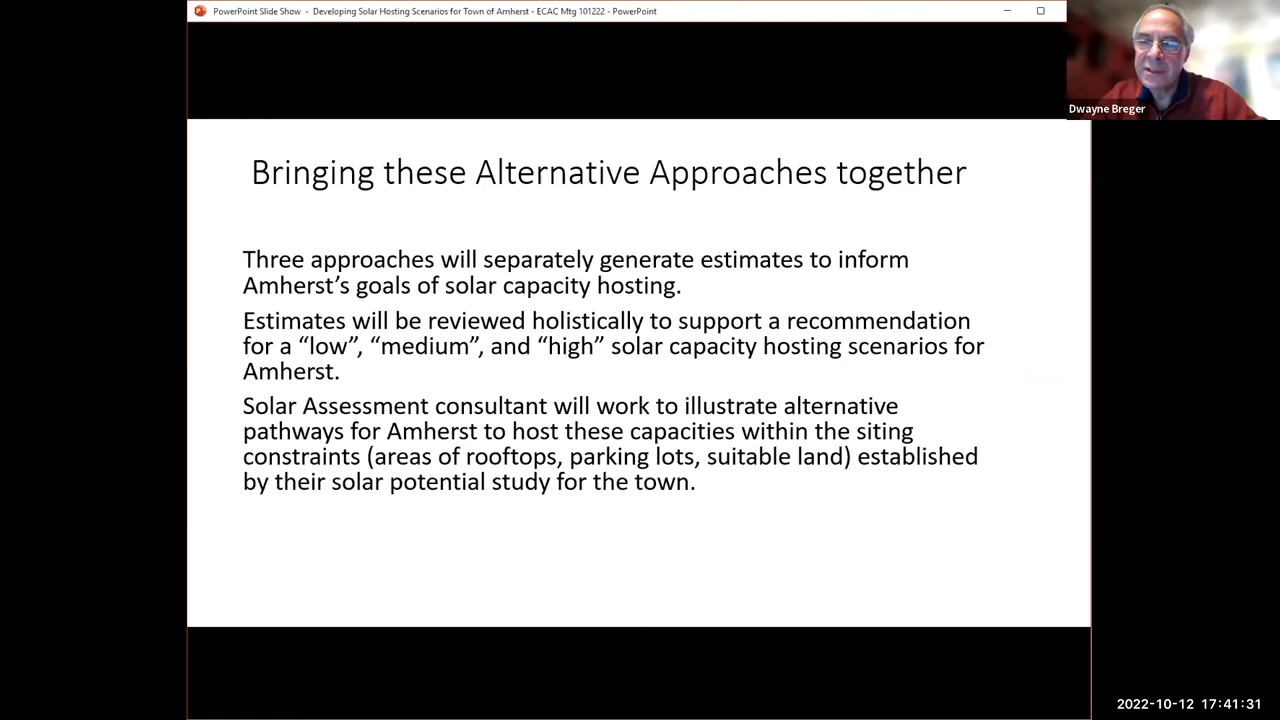 PowerPoint Slide Show - Developing Solar Hosting Scenarios for Town of Amherst - ECAC Mtg 101222 - PowerPoint
Dwayne Breger
Bringing these Alternative Approaches together
Three approaches will separately generate estimates to inform
Amherst’s goals of solar capacity hosting.
Estimates will be reviewed holistically to support a recommendation
for a “low”, “medium”, and “high” solar capacity hosting scenarios for
Amherst.
Solar Assessment consultant will work to illustrate alternative
pathways for Amherst to host these capacities within the siting
constraints (areas of rooftops, parking lots, suitable land) established
by their solar potential study for the town.
2022-10-12 17:41:31